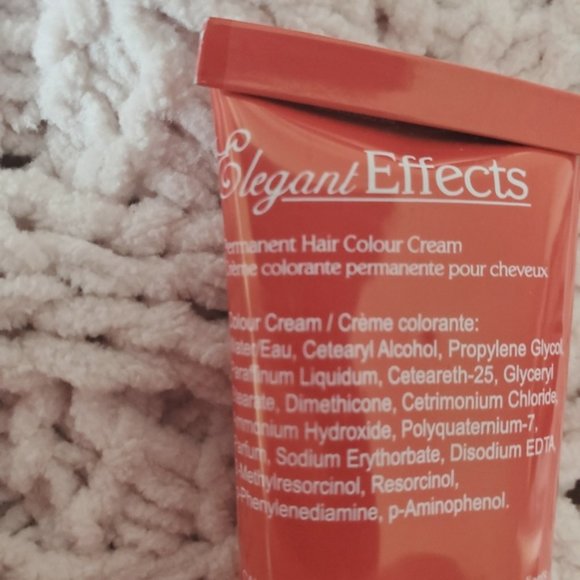 Elegant Effects
Permanent Hair Colour Cream
Crème colorante permanente pour cheveux
Colour Cream / Crème colorante:
Water/Eau, Cetearyl Alcohol, Propylene Glycol,
Paraffinum Liquidum, Ceteareth-25, Glyceryl
Stearate, Dimethicone, Cetrimonium Chloride,
Ammonium Hydroxide, Polyquaternium-7,
Parfum, Sodium Erythorbate, Disodium EDTA,
Resorcinol,
p-Phenylenediamine, p-Aminophenol.